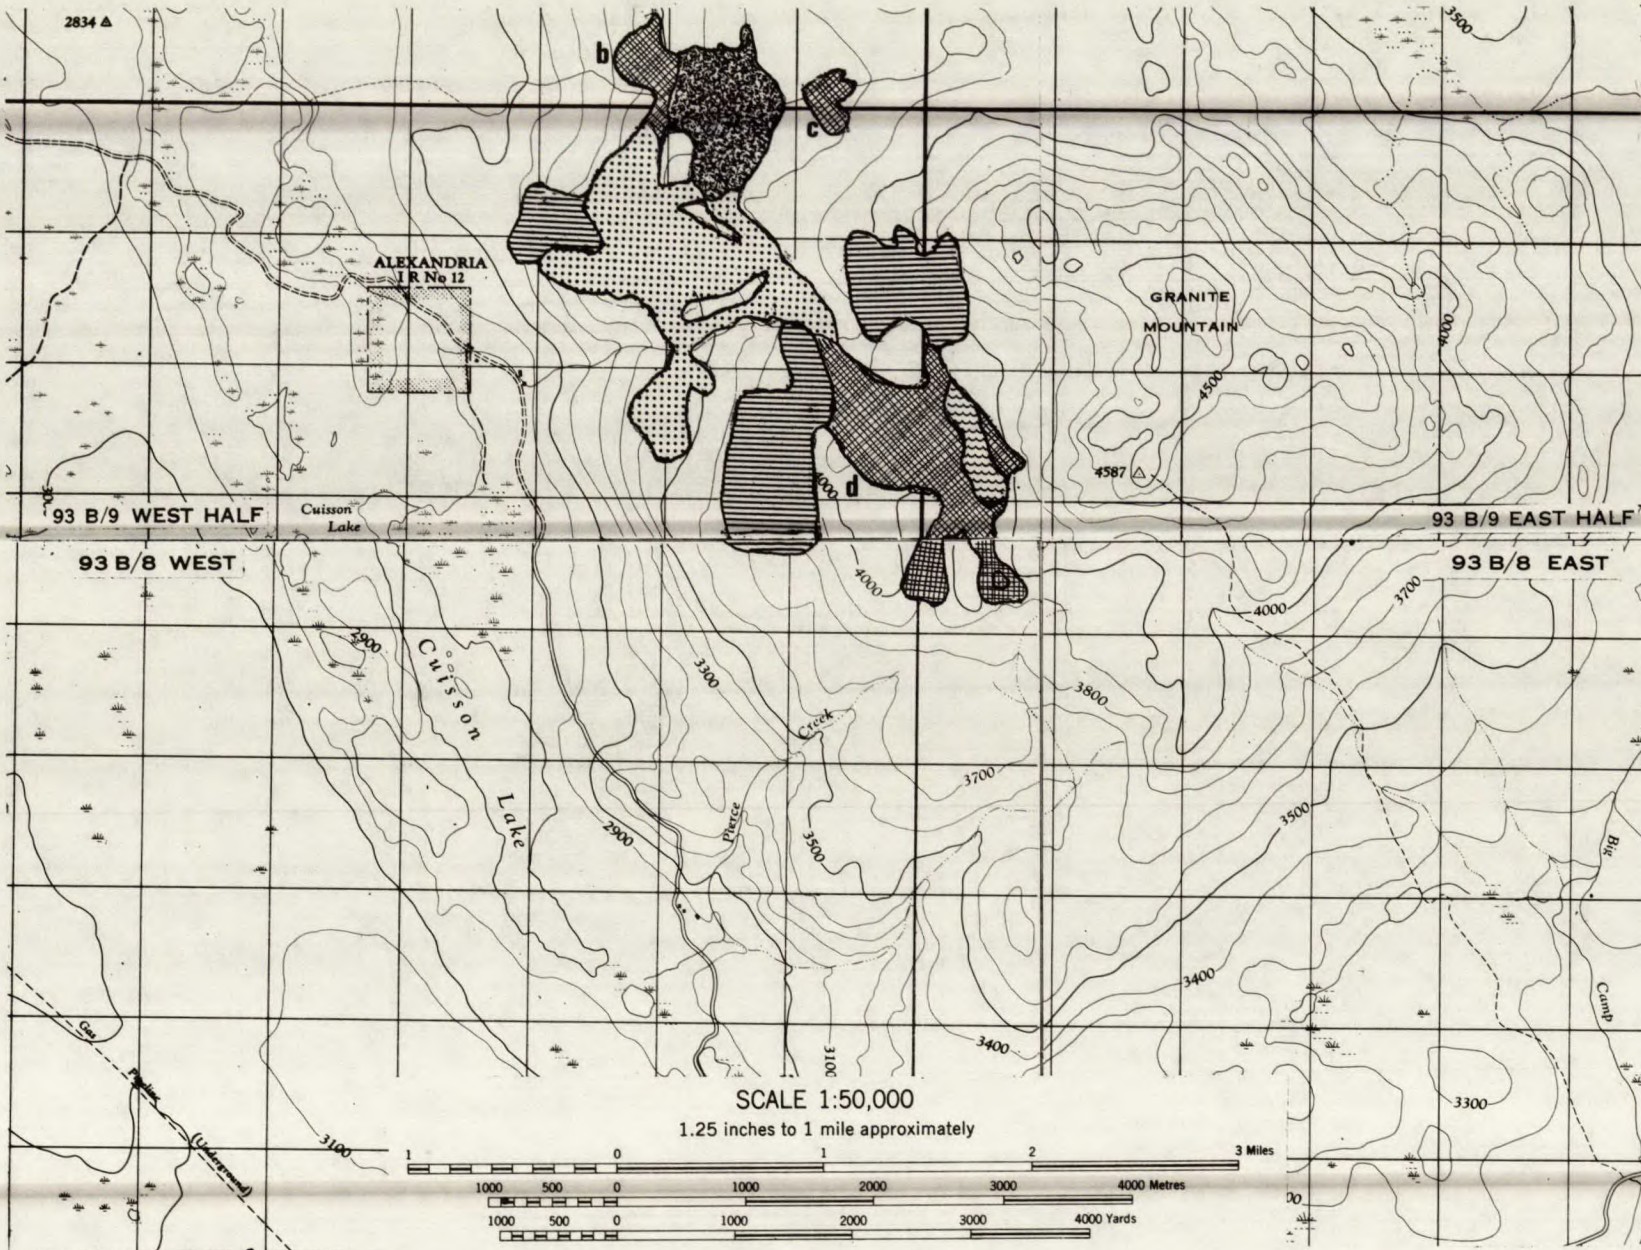 2834
3500
b
c
ALEXANDRIA
I R No 12
GRANITE
MOUNTAIN
4000
4500
4587
d
4000
93 B/9 WEST HALF
Cuisson
Lake
93 B/9 EAST HALF
93 B/8 WEST
93 B/8 EAST
4000
D
3700
4000
2900
Cuisson
Lake
3300
3800
Creek
3700
Pierce
2900
3500
3500
Big
3400
Camp
Gas
Pipeline
(Underground)
3400
3100
3300
3100
SCALE 1:50,000
1.25 inches to 1 mile approximately
1 0 1 2 3 Miles
1000 500 0 1000 2000 3000 4000 Metres
1000 500 0 1000 2000 3000 4000 Yards